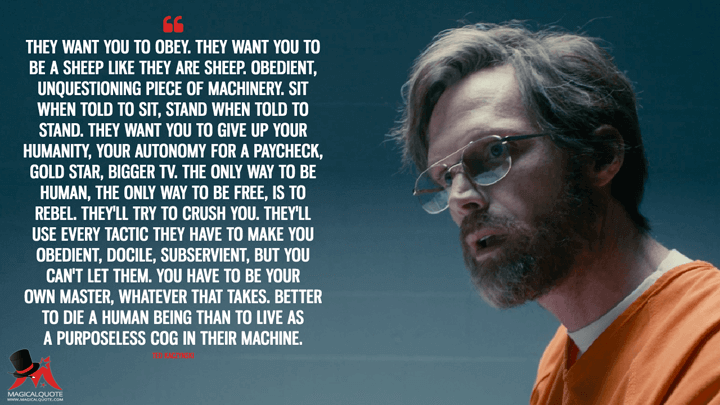 THEY WANT YOU TO OBEY. THEY WANT YOU TO
BE A SHEEP LIKE THEY ARE SHEEP. OBEDIENT,
UNQUESTIONING PIECE OF MACHINERY. SIT
WHEN TOLD TO SIT, STAND WHEN TOLD TO
STAND. THEY WANT YOU TO GIVE UP YOUR
HUMANITY, YOUR AUTONOMY FOR A PAYCHECK,
GOLD STAR, BIGGER TV. THE ONLY WAY TO BE
HUMAN, THE ONLY WAY TO BE FREE, IS TO
REBEL. THEY'LL TRY TO CRUSH YOU. THEY'LL
USE EVERY TACTIC THEY HAVE TO MAKE YOU
OBEDIENT, DOCILE, SUBSERVIENT, BUT YOU
CAN'T LET THEM. YOU HAVE TO BE YOUR
OWN MASTER, WHATEVER THAT TAKES. BETTER
TO DIE A HUMAN BEING THAN TO LIVE AS
A PURPOSELESS COG IN THEIR MACHINE.
MAGICALQUOTE
WWW.MAGICALQUOTE.COM